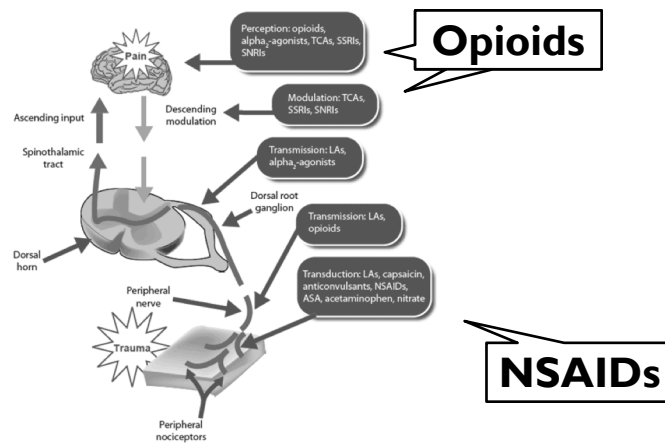 Perception: opioids,
alpha₂-agonists, TCAs, SSRIs,
SNRIs
Opioids
Pain
Modulation: TCAs,
SSRIs, SNRIs
Descending
modulation
Ascending input
Spinothalamic
tract
Transmission: LAs,
alpha₂-agonists
Dorsal root
ganglion
Transmission: LAs,
opioids
Dorsal
horn
Transduction: LAs, capsaicin,
anticonvulsants, NSAIDs,
ASA, acetaminophen, nitrate
Peripheral
nerve
Trauma
NSAIDs
Peripheral
nociceptors